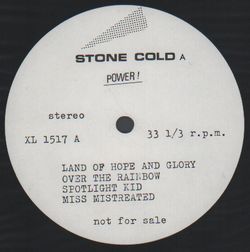 STONE COLD A
POWER!
stereo
XL 1517 A 33 1/3 r.p.m.
LAND OF HOPE AND GLORY
OVER THE RAINBOW
SPOTLIGHT KID
MISS MISTREATED
not for sale